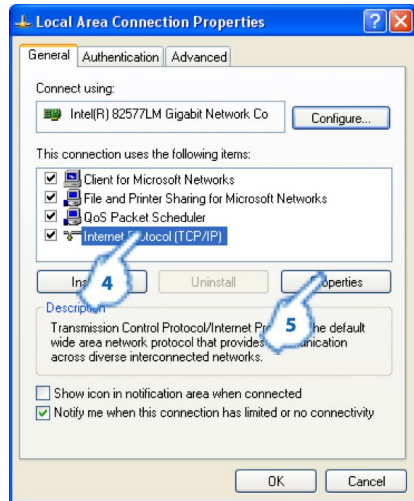 Local Area Connection Properties
General Authentication Advanced
Connect using:
Intel(R) 82577LM Gigabit Network Co
Configure...
This connection uses the following items:
Client for Microsoft Networks
File and Printer Sharing for Microsoft Networks
QoS Packet Scheduler
Internet Protocol (TCP/IP)
4
Uninstall
5
Description
Transmission Control Protocol/Internet the default
wide area network protocol that provides
across diverse interconnected networks.
Show icon in notification area when connected
Notify me when this connection has limited or no connectivity
OK Cancel